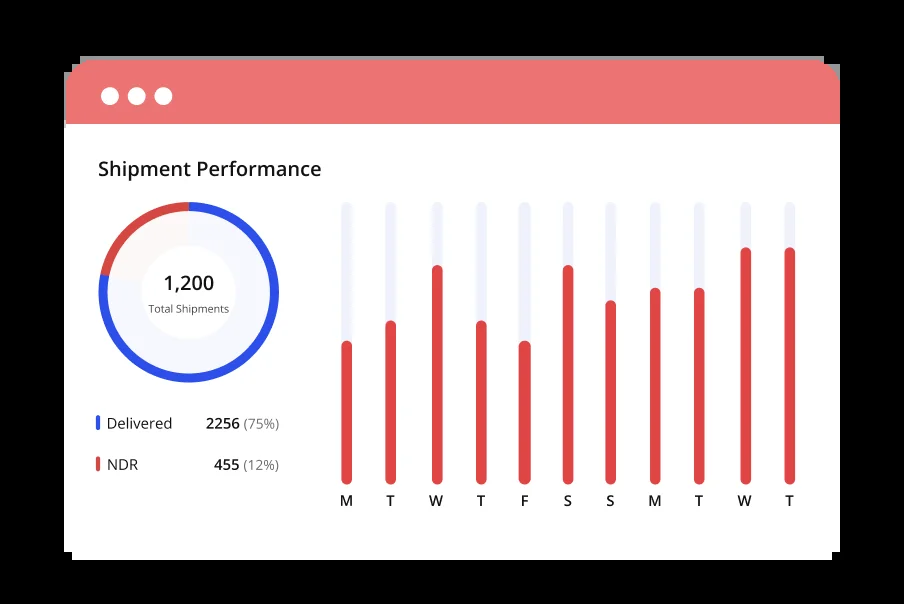 Shipment Performance
1,200
Total Shipments
Delivered 2256 (75%)
NDR 455 (12%)
M T W T F S S M T W T